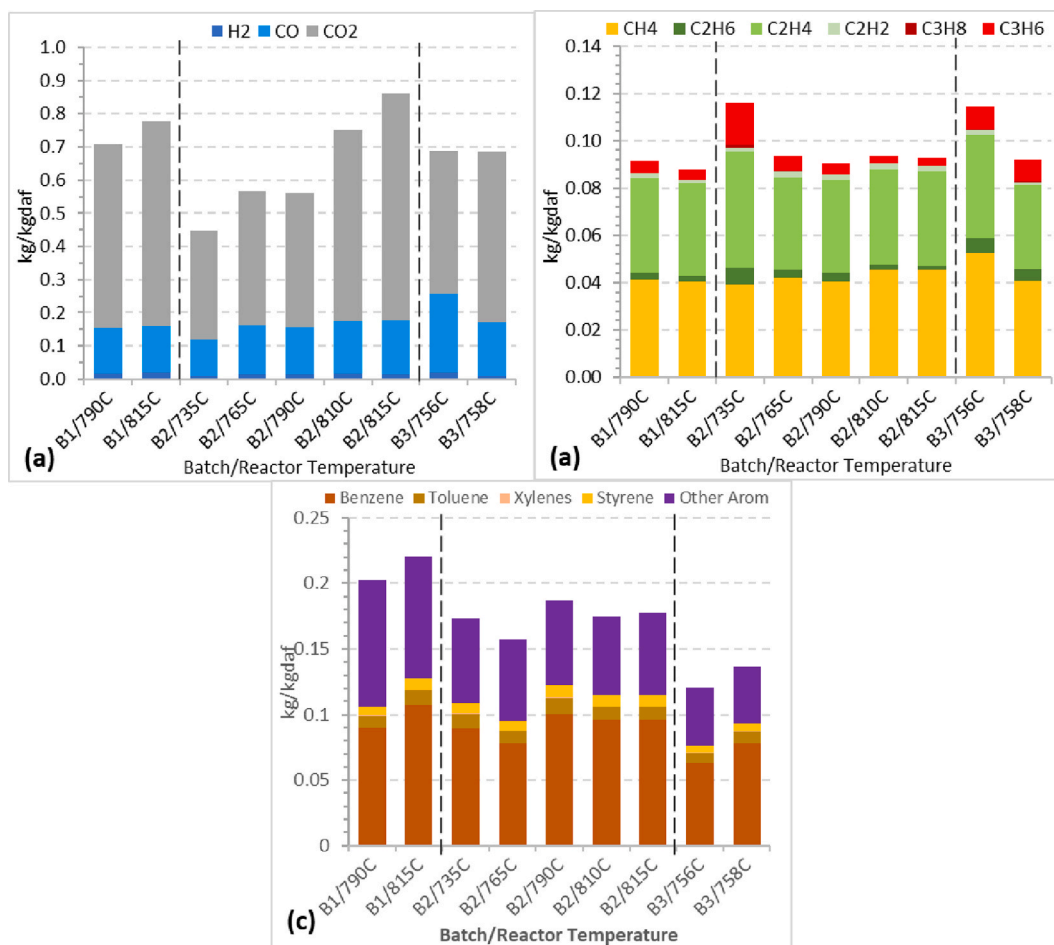 H2 CO CO2
1.0
0.9
0.8
0.7
0.6
0.5
0.4
0.3
0.2
0.1
0.0
kg/kgdaf
B1/790C B1/815C B2/735C B2/765C B2/790C B2/810C B2/815C B3/756C B3/758C
Batch/Reactor Temperature
(a)
CH4 C2H6 C2H4 C2H2 C3H8 C3H6
0.14
0.12
0.10
0.08
0.06
0.04
0.02
0.00
kg/kgdaf
B1/790C B1/815C B2/735C B2/765C B2/790C B2/810C B2/815C B3/756C B3/758C
Batch/Reactor Temperature
(a)
Benzene Toluene Xylenes Styrene Other Arom
0.25
0.2
0.15
0.1
0.05
0
kg/kgdaf
B1/790C B1/815C B2/735C B2/765C B2/790C B2/810C B2/815C B3/756C B3/758C
Batch/Reactor Temperature
(c)